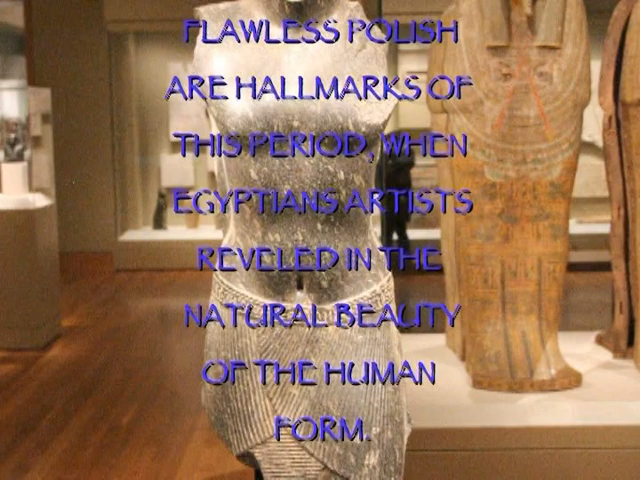 FLAWLESS POLISH
ARE HALLMARKS OF
THIS PERIOD, WHEN
EGYPTIANS ARTISTS
REVELED IN THE
NATURAL BEAUTY
OF THE HUMAN
FORM.